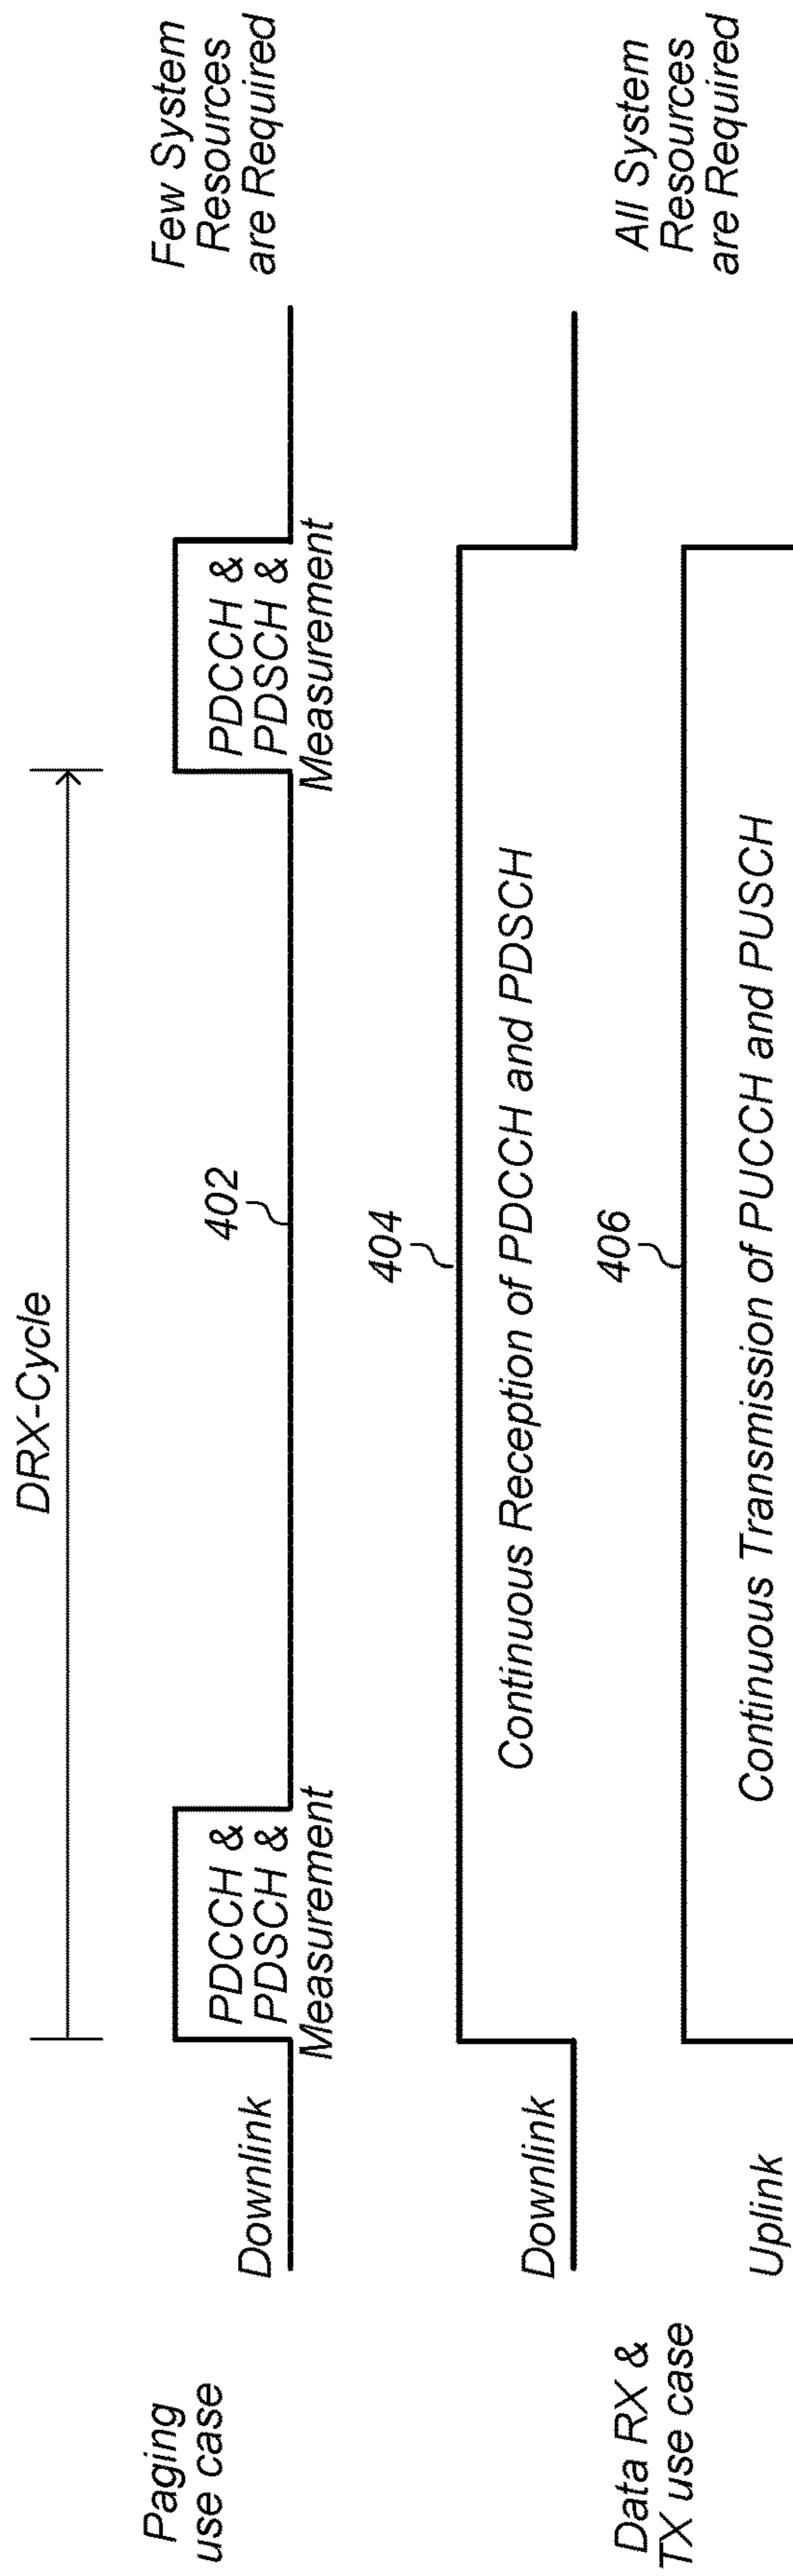 DRX-Cycle
Paging
use case
Downlink
PDCCH &
PDSCH &
Measurement
402
PDCCH &
PDSCH &
Measurement
Few System
Resources
are Required
Data RX &
TX use case
Downlink
404
Continuous Reception of PDCCH and PDSCH
All System
Resources
are Required
Uplink
406
Continuous Transmission of PUCCH and PUSCH